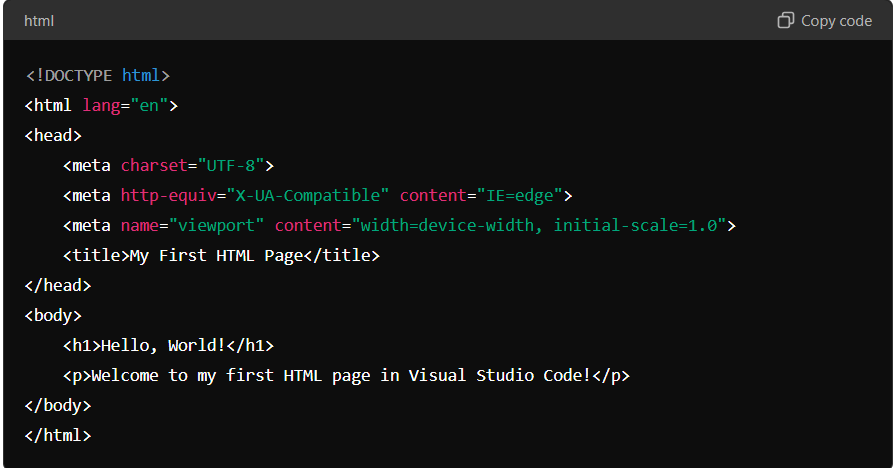 html
Copy code
<!DOCTYPE html>
<html lang="en">
<head>
    <meta charset="UTF-8">
    <meta http-equiv="X-UA-Compatible" content="IE=edge">
    <meta name="viewport" content="width=device-width, initial-scale=1.0">
    <title>My First HTML Page</title>
</head>
<body>
    <h1>Hello, World!</h1>
    <p>Welcome to my first HTML page in Visual Studio Code!</p>
</body>
</html>